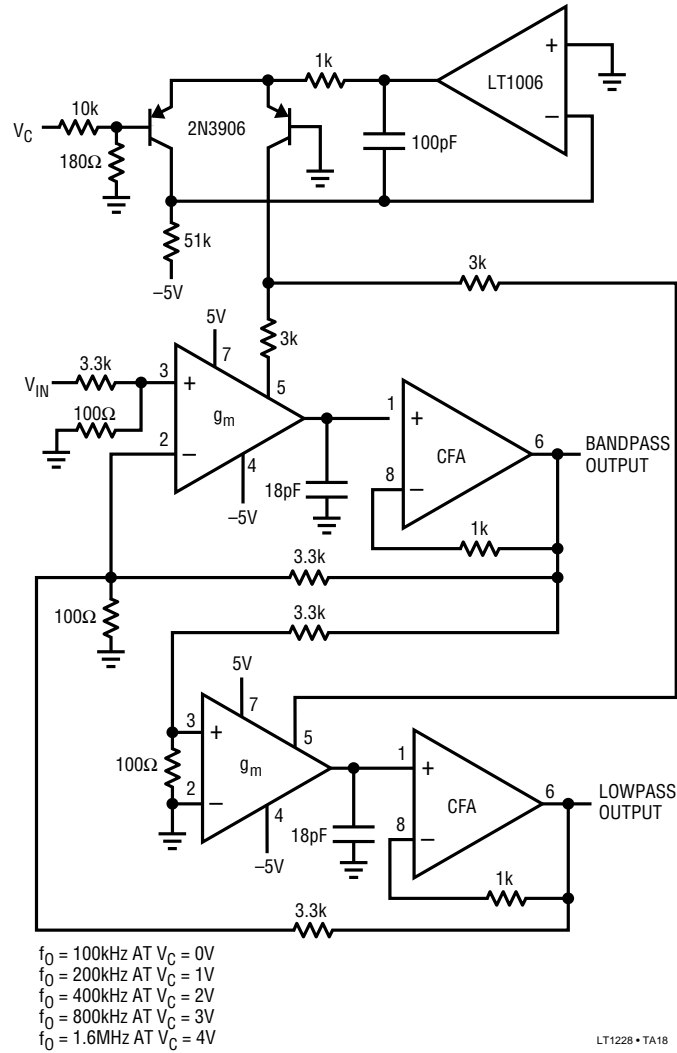 1k
+
LT1006
−
10k
V_C
2N3906
180Ω
100pF
51k
–5V
3k
5V
3k
7
3.3k
V_IN
3
+
5
100Ω
g_m
2
−
4
–5V
18pF
1
+
CFA
6
BANDPASS
OUTPUT
8
−
1k
3.3k
100Ω
3.3k
5V
7
3
+
5
100Ω
g_m
2
−
4
–5V
18pF
1
+
CFA
6
LOWPASS
OUTPUT
8
−
1k
3.3k
f_O = 100kHz AT V_C = 0V
f_O = 200kHz AT V_C = 1V
f_O = 400kHz AT V_C = 2V
f_O = 800kHz AT V_C = 3V
f_O = 1.6MHz AT V_C = 4V
LT1228 • TA18